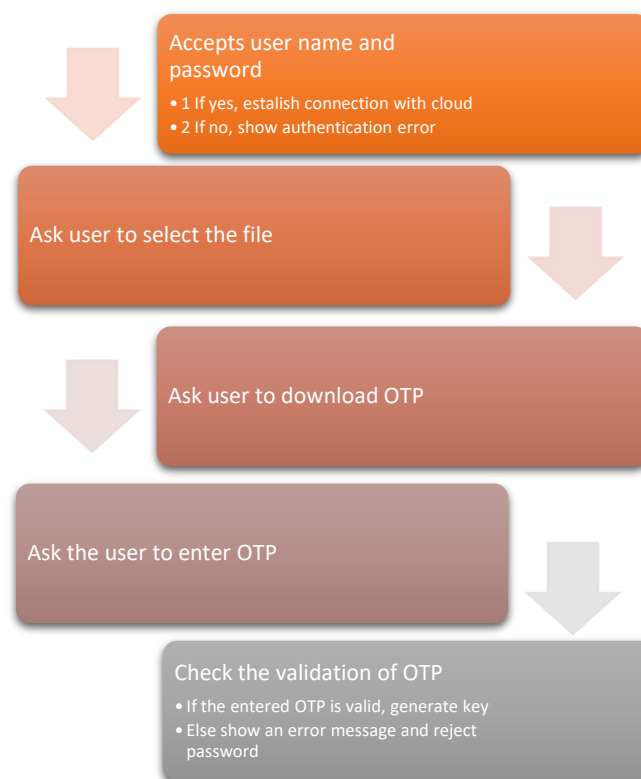 Accepts user name and
password
• 1 If yes, estalish connection with cloud
• 2 If no, show authentication error
Ask user to select the file
Ask user to download OTP
Ask the user to enter OTP
Check the validation of OTP
• If the entered OTP is valid, generate key
• Else show an error message and reject
password